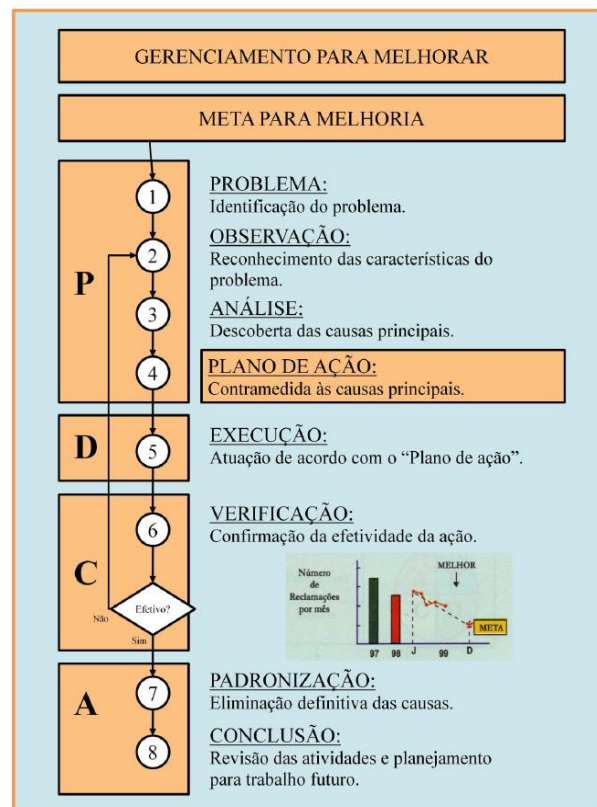 GERENCIAMENTO PARA MELHORAR
META PARA MELHORIA
P
1
PROBLEMA:
Identificação do problema.
2
OBSERVAÇÃO:
Reconhecimento das características do
problema.
3
ANÁLISE:
Descoberta das causas principais.
4
PLANO DE AÇÃO:
Contramedida às causas principais.
D
5
EXECUÇÃO:
Atuação de acordo com o “Plano de ação”.
C
6
VERIFICAÇÃO:
Confirmação da efetividade da ação.
Efetivo?
Não
Sim
Número
de
Reclamações
por mês
MELHOR
META
97 98 J 99 D
A
7
PADRONIZAÇÃO:
Eliminação definitiva das causas.
8
CONCLUSÃO:
Revisão das atividades e planejamento
para trabalho futuro.